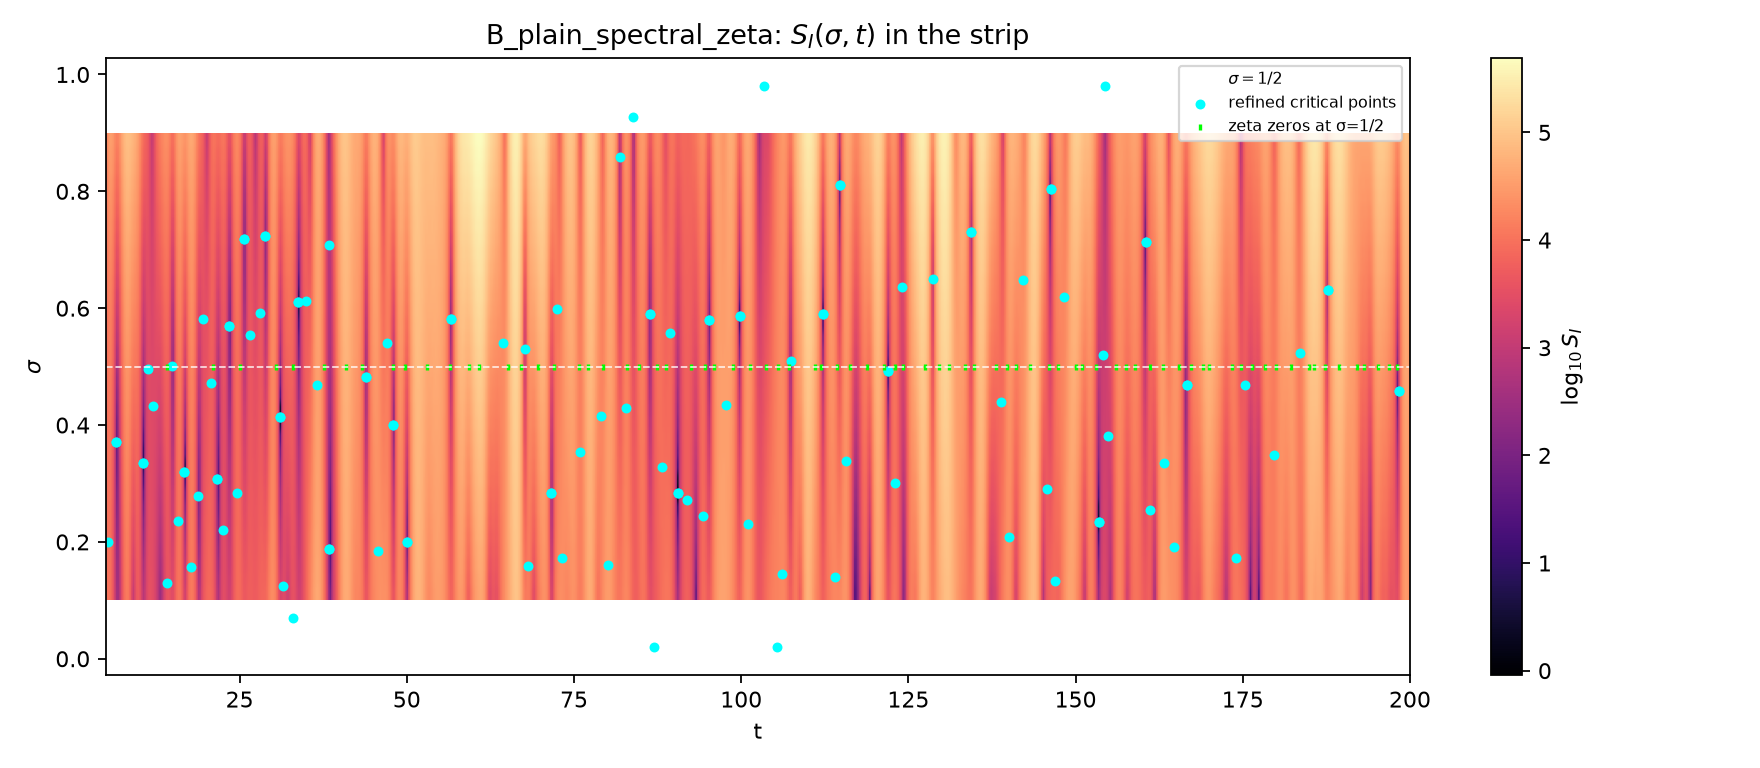 B_plain_spectral_zeta: S_I(σ, t) in the strip
σ = 1/2
refined critical points
zeta zeros at σ=1/2
1.0
0.8
0.6
0.4
0.2
0.0
σ
25
50
75
100
125
150
175
200
t
5
4
3
2
1
0
log₁₀ S_I